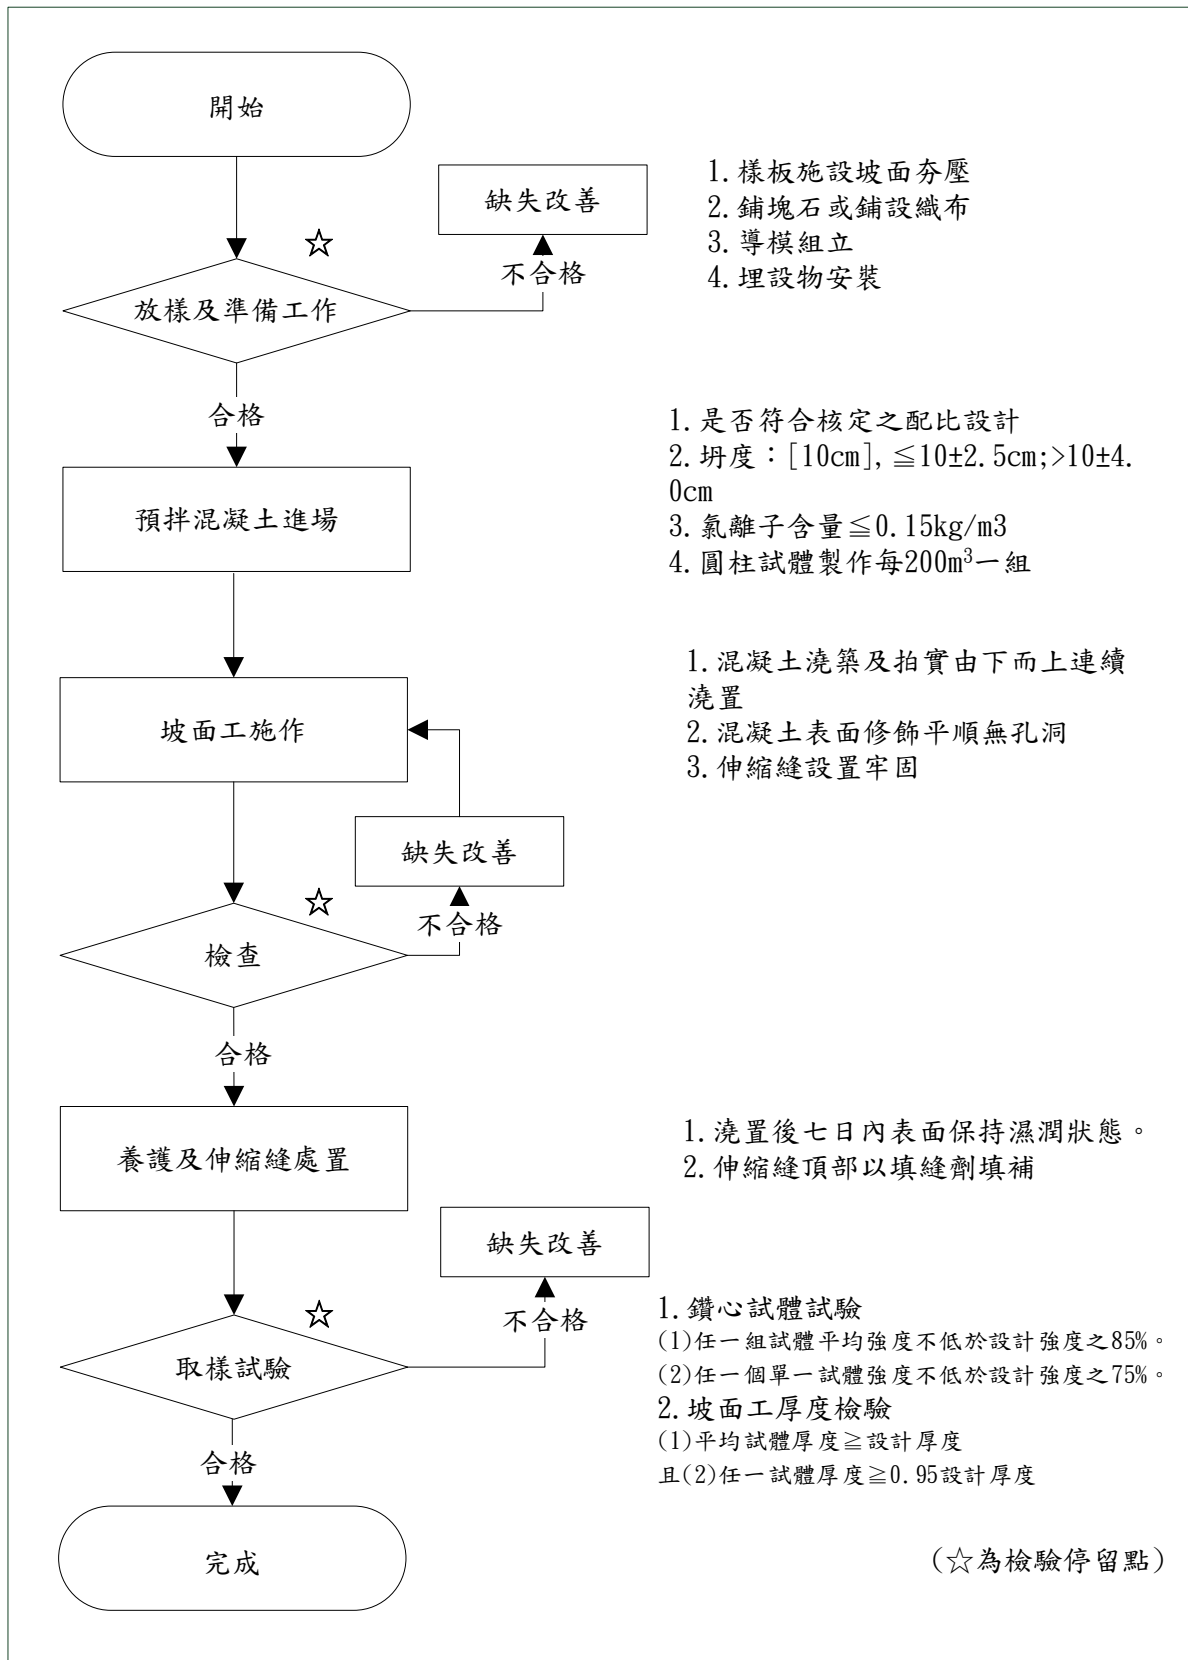 開始
缺失改善
1.樣板施設坡面夯壓
2.鋪塊石或鋪設織布
3.導模組立
4.埋設物安裝
☆
不合格
放樣及準備工作
合格
1.是否符合核定之配比設計
2.坍度：[10cm],≦10±2.5cm;>10±4.
0cm
3.氯離子含量≦0.15kg/m3
4.圓柱試體製作每200m³一組
預拌混凝土進場
1.混凝土澆築及拍實由下而上連續
澆置
2.混凝土表面修飾平順無孔洞
3.伸縮縫設置牢固
坡面工施作
缺失改善
☆
不合格
檢查
合格
1.澆置後七日內表面保持濕潤狀態。
2.伸縮縫頂部以填縫劑填補
養護及伸縮縫處置
缺失改善
☆
不合格
取樣試驗
1.鑽心試體試驗
(1)任一組試體平均強度不低於設計強度之85%。
(2)任一個單一試體強度不低於設計強度之75%。
2.坡面工厚度檢驗
(1)平均試體厚度≧設計厚度
且(2)任一試體厚度≧0.95設計厚度
合格
完成
(☆為檢驗停留點)